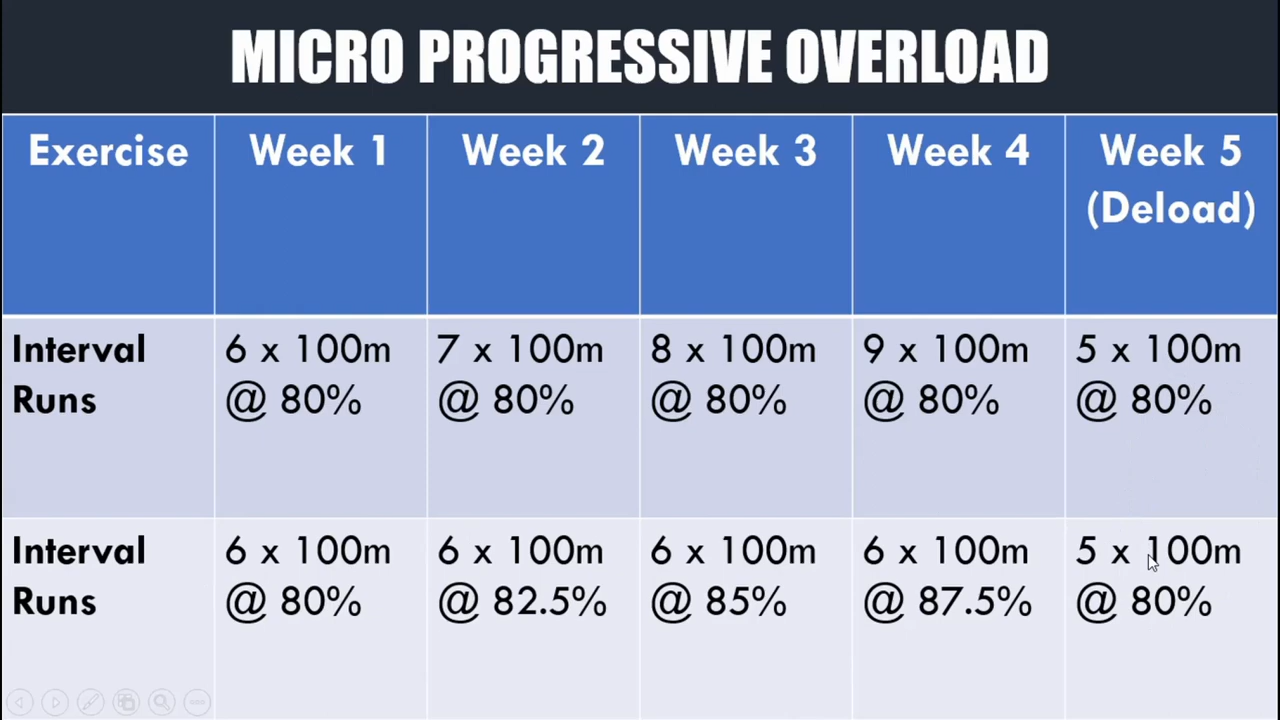 MICRO PROGRESSIVE OVERLOAD
Exercise Week 1 Week 2 Week 3 Week 4 Week 5
(Deload)
Interval 6 x 100m 7 x 100m 8 x 100m 9 x 100m 5 x 100m
Runs @ 80% @ 80% @ 80% @ 80% @ 80%
Interval 6 x 100m 6 x 100m 6 x 100m 6 x 100m 5 x 100m
Runs @ 80% @ 82.5% @ 85% @ 87.5% @ 80%